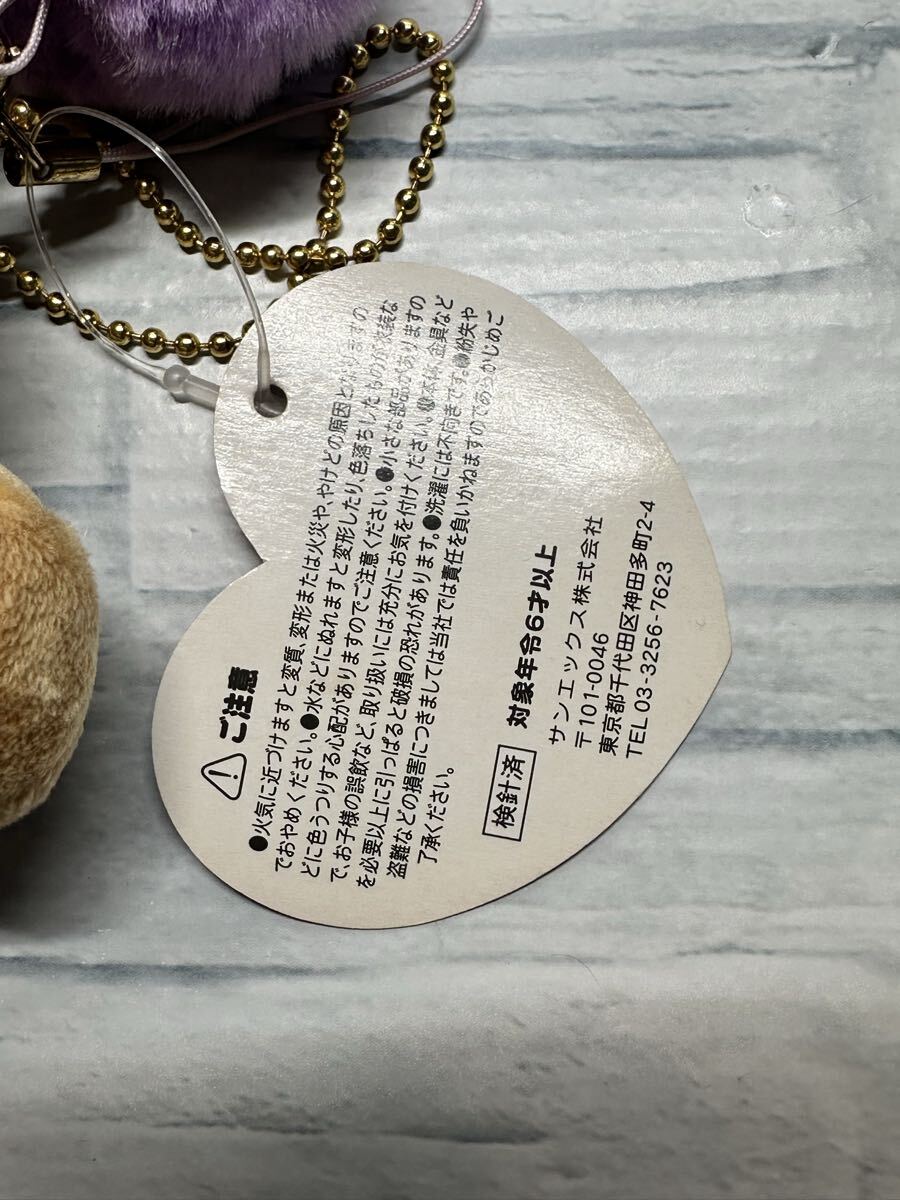 ご注意
●火気に近づけますと変質、変形または火災や、やけどの原因となりますの
でおやめください。●水などにぬれますと変形したり、色落ちしたものが衣装な
どに色うつりする心配がありますのでご注意ください。●小さな部品がありますの
で、お子様の誤飲など、取り扱いには充分にお気を付けください。●本体、金具など
を必要以上に引っぱると破損の恐れがあります。●洗濯には不向きです。●紛失や
盗難などの損害につきましては当社では責任を負いかねますのであらかじめご
了承ください。
検針済 対象年令6才以上
サンエックス株式会社
〒101-0046
東京都千代田区神田多町2-4
TEL 03-3256-7623